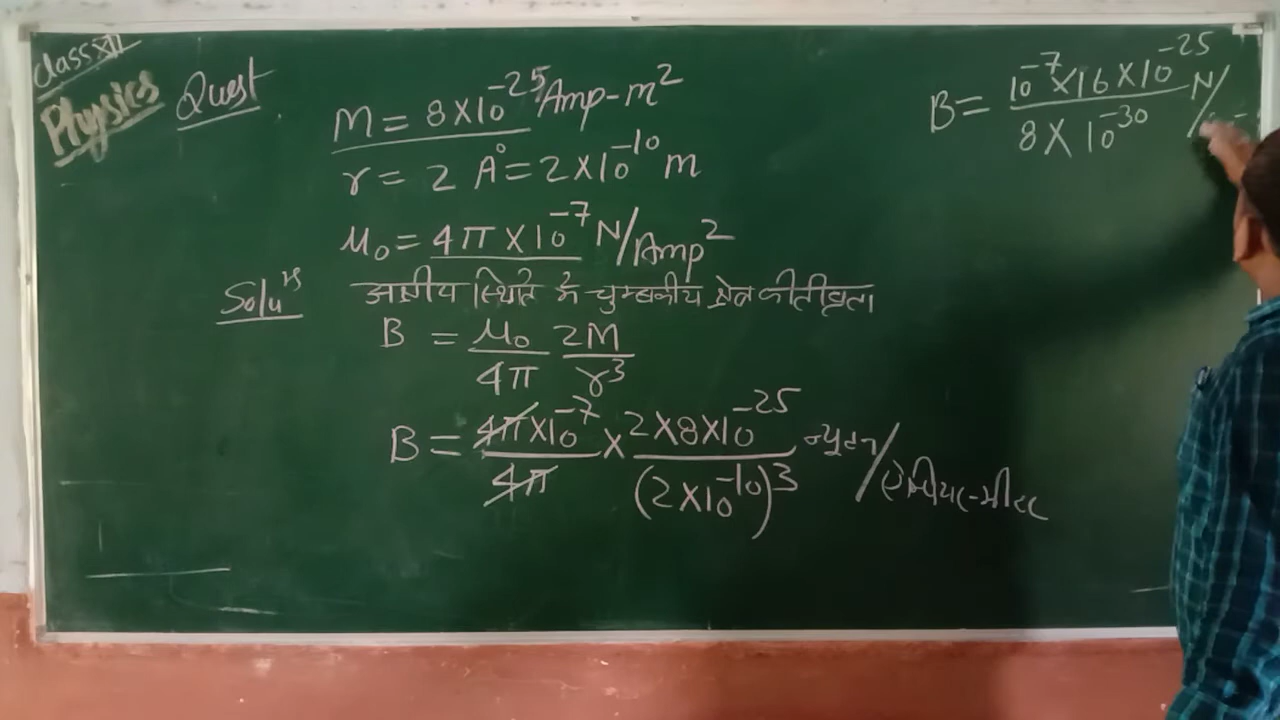 Class XII
Physics
Quest
M = 8×10⁻²⁵ Amp-m²
r = 2 A° = 2×10⁻¹⁰ m
μ₀ = 4π×10⁻⁷ N/Amp²
Soluⁿ
अक्षीय स्थिति में चुम्बकीय क्षेत्र की तीव्रता
B = μ₀/4π 2M/r³
B = 4π×10⁻⁷/4π × 2×8×10⁻²⁵/(2×10⁻¹⁰)³ न्यूटन/ऐम्पियर-मीटर
B = 10⁻⁷×16×10⁻²⁵/8×10⁻³⁰ N/